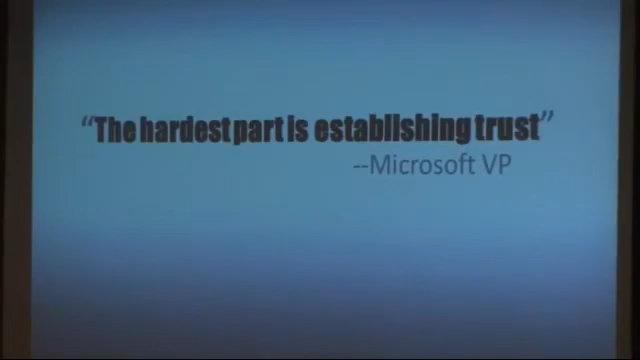 “The hardest part is establishing trust”
--Microsoft VP